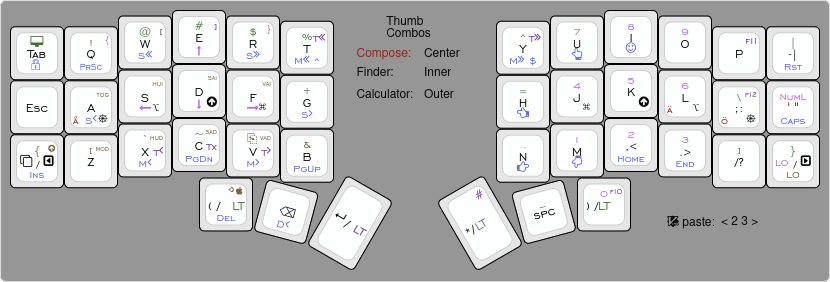 Thumb
Combos
Compose: Center
Finder: Inner
Calculator: Outer
TAB
! {
Q
PrSc
@ [
W
S«
# ]
E
↑
$ }
R
S»
% T«
T
M« ^
^ T»
Y
M» $
7
U
8
I
9
O
F11
P
|
-|
Rst
Esc
TOG
A
Ä S<
HUI
S
← ⌥
SAI
D
↓
VAI
F
→ ⌘
+
G
S>
=
H
4
J ⌘
5
K
6
L
Ä ⌥
\ F12
;:
Ö
NumL
' "
CAPS
{
/
INS
[ MOD
Z
` HUD
X T<
M<
~ SAD
C Tx
PgDn
VAD
V T>
M>
&
B
PgUp
N
1
M
2
,<
HOME
3
.>
END
]
/?
}
LO /
LO
( / LT
DEL
⌫
D<
↵ / LT
#
* / LT
_
SPC
0 F10
) / LT
paste: < 2 3 >